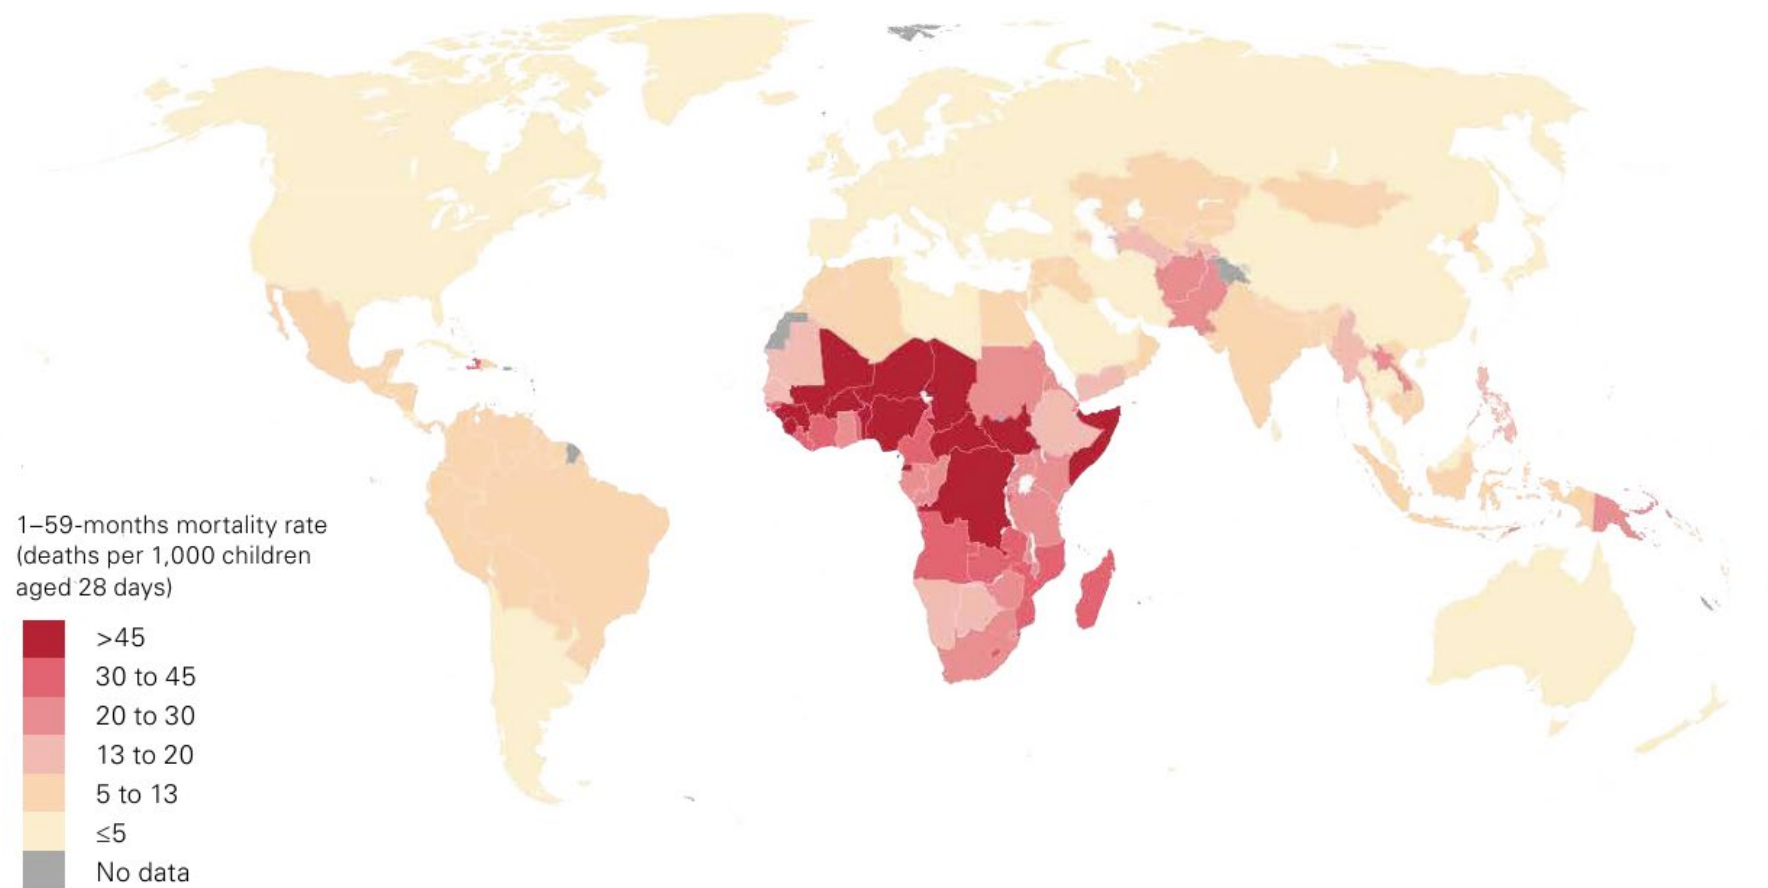 1–59-months mortality rate
(deaths per 1,000 children
aged 28 days)
>45
30 to 45
20 to 30
13 to 20
5 to 13
≤5
No data